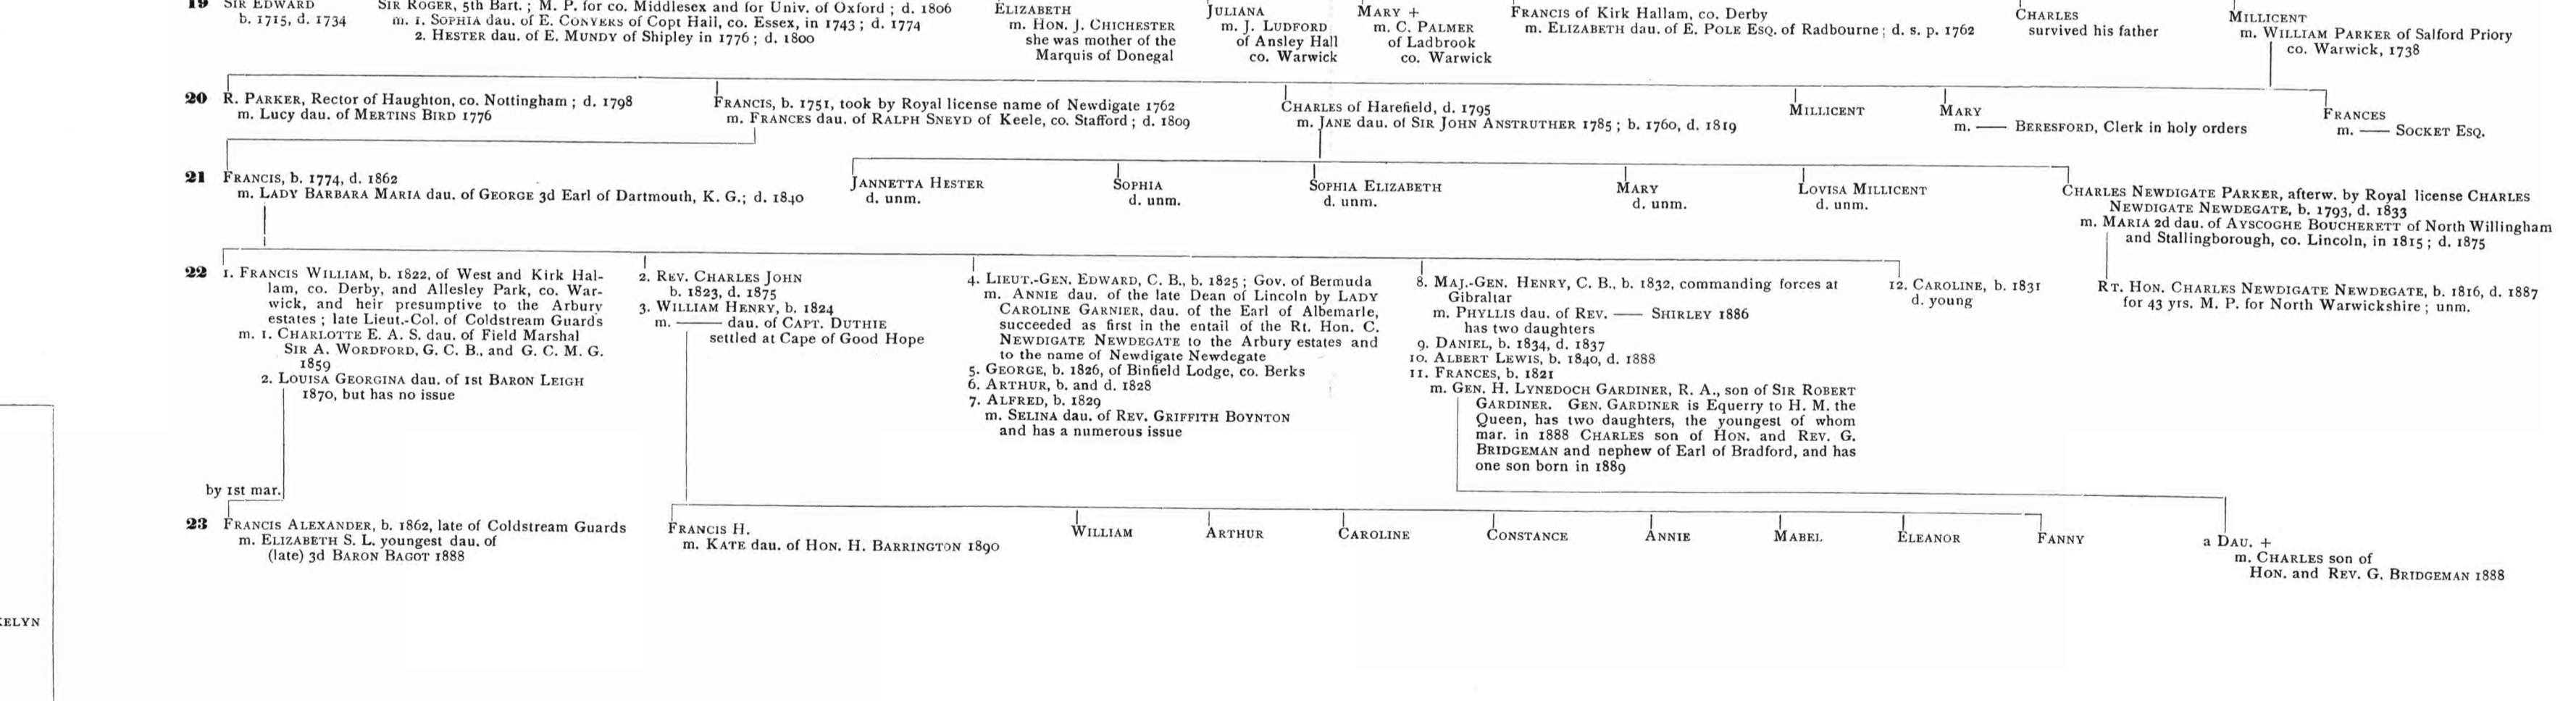 19 SIR EDWARD
b. 1715, d. 1734
SIR ROGER, 5th Bart.; M. P. for co. Middlesex and for Univ. of Oxford; d. 1806
m. 1. SOPHIA dau. of E. CONYERS of Copt Hall, co. Essex, in 1743; d. 1774
2. HESTER dau. of E. MUNDY of Shipley in 1776; d. 1800
ELIZABETH
m. HON. J. CHICHESTER
she was mother of the
Marquis of Donegal
JULIANA
m. J. LUDFORD
of Ansley Hall
co. Warwick
MARY +
m. C. PALMER
of Ladbrook
co. Warwick
FRANCIS of Kirk Hallam, co. Derby
m. ELIZABETH dau. of E. POLE ESQ. of Radbourne; d. s. p. 1762
CHARLES
survived his father
MILLICENT
m. WILLIAM PARKER of Salford Priory
co. Warwick, 1738
20 R. PARKER, Rector of Haughton, co. Nottingham; d. 1798
m. Lucy dau. of MERTINS BIRD 1776
FRANCIS, b. 1751, took by Royal license name of Newdigate 1762
m. FRANCES dau. of RALPH SNEYD of Keele, co. Stafford; d. 1809
CHARLES of Harefield, d. 1795
m. JANE dau. of SIR JOHN ANSTRUTHER 1785; b. 1760, d. 1819
MILLICENT
MARY
m. —— BERESFORD, Clerk in holy orders
FRANCES
m. —— SOCKET ESQ.
21 FRANCIS, b. 1774, d. 1862
m. LADY BARBARA MARIA dau. of GEORGE 3d Earl of Dartmouth, K. G.; d. 1840
JANNETTA HESTER
d. unm.
SOPHIA
d. unm.
SOPHIA ELIZABETH
d. unm.
MARY
d. unm.
LOVISA MILLICENT
d. unm.
CHARLES NEWDIGATE PARKER, afterw. by Royal license CHARLES
NEWDIGATE NEWDEGATE, b. 1793, d. 1833
m. MARIA 2d dau. of AYSCOGHE BOUCHERETT of North Willingham
and Stallingborough, co. Lincoln, in 1815; d. 1875
22 1. FRANCIS WILLIAM, b. 1822, of West and Kirk Hal-
lam, co. Derby, and Allesley Park, co. War-
wick, and heir presumptive to the Arbury
estates; late Lieut.-Col. of Coldstream Guards
m. 1. CHARLOTTE E. A. S. dau. of Field Marshal
SIR A. WORDFORD, G. C. B., and G. C. M. G.
1859
2. LOUISA GEORGINA dau. of 1st BARON LEIGH
1870, but has no issue
2. REV. CHARLES JOHN
b. 1823, d. 1875
3. WILLIAM HENRY, b. 1824
m. —— dau. of CAPT. DUTHIE
settled at Cape of Good Hope
4. LIEUT.-GEN. EDWARD, C. B., b. 1825; Gov. of Bermuda
m. ANNIE dau. of the late Dean of Lincoln by LADY
CAROLINE GARNIER, dau. of the Earl of Albemarle,
succeeded as first in the entail of the Rt. Hon. C.
NEWDIGATE NEWDEGATE to the Arbury estates and
to the name of Newdigate Newdegate
5. GEORGE, b. 1826, of Binfield Lodge, co. Berks
6. ARTHUR, b. and d. 1828
7. ALFRED, b. 1829
m. SELINA dau. of REV. GRIFFITH BOYNTON
and has a numerous issue
8. MAJ.-GEN. HENRY, C. B., b. 1832, commanding forces at
Gibraltar
m. PHYLLIS dau. of REV. —— SHIRLEY 1886
has two daughters
9. DANIEL, b. 1834, d. 1837
10. ALBERT LEWIS, b. 1840, d. 1888
11. FRANCES, b. 1821
m. GEN. H. LYNEDOCH GARDINER, R. A., son of SIR ROBERT
GARDINER. GEN. GARDINER is Equerry to H. M. the
Queen, has two daughters, the youngest of whom
mar. in 1888 CHARLES son of HON. and REV. G.
BRIDGEMAN and nephew of Earl of Bradford, and has
one son born in 1889
12. CAROLINE, b. 1831
d. young
RT. HON. CHARLES NEWDIGATE NEWDEGATE, b. 1816, d. 1887
for 43 yrs. M. P. for North Warwickshire; unm.
by 1st mar.
23 FRANCIS ALEXANDER, b. 1862, late of Coldstream Guards
m. ELIZABETH S. L. youngest dau. of
(late) 3d BARON BAGOT 1888
FRANCIS H.
m. KATE dau. of HON. H. BARRINGTON 1890
WILLIAM
ARTHUR
CAROLINE
CONSTANCE
ANNIE
MABEL
ELEANOR
FANNY
a DAU. +
m. CHARLES son of
HON. and REV. G. BRIDGEMAN 1888
ELYN